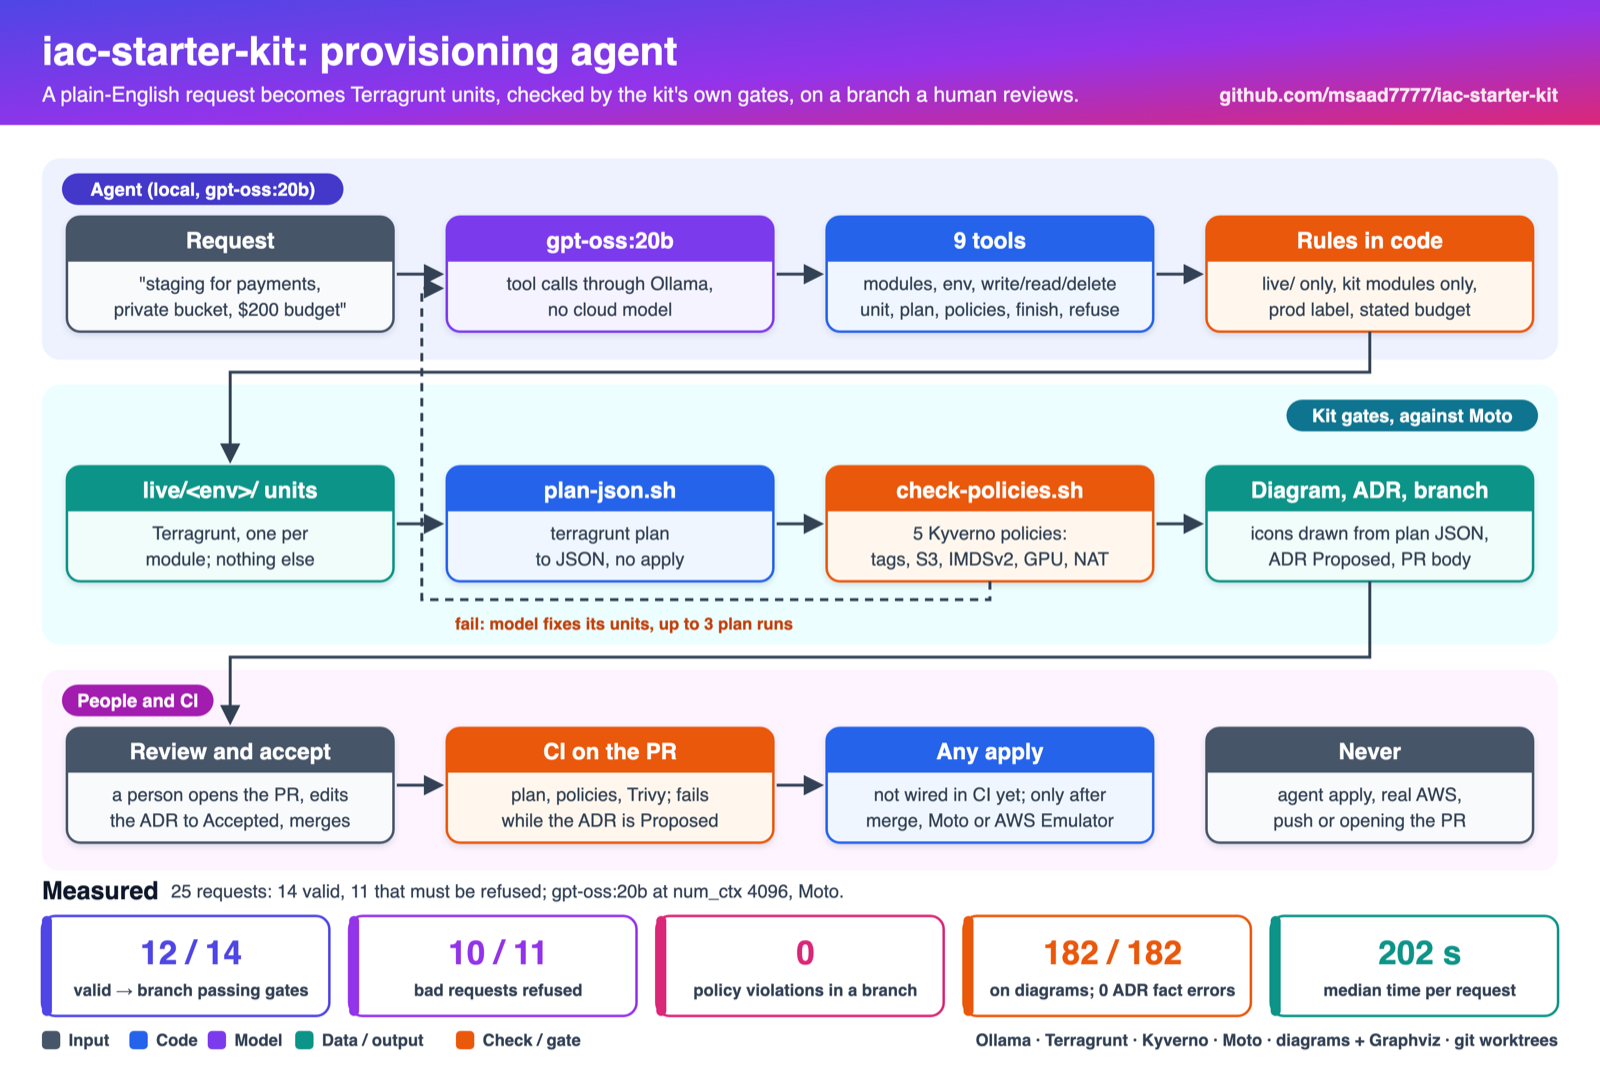 iac-starter-kit: provisioning agent
A plain-English request becomes Terragrunt units, checked by the kit's own gates, on a branch a human reviews.
github.com/msaad7777/iac-starter-kit
Agent (local, gpt-oss:20b)
Request
"staging for payments,
private bucket, $200 budget"
gpt-oss:20b
tool calls through Ollama,
no cloud model
9 tools
modules, env, write/read/delete
unit, plan, policies, finish, refuse
Rules in code
live/ only, kit modules only,
prod label, stated budget
Kit gates, against Moto
live/<env>/ units
Terragrunt, one per
module; nothing else
plan-json.sh
terragrunt plan
to JSON, no apply
check-policies.sh
5 Kyverno policies:
tags, S3, IMDSv2, GPU, NAT
Diagram, ADR, branch
icons drawn from plan JSON,
ADR Proposed, PR body
fail: model fixes its units, up to 3 plan runs
People and CI
Review and accept
a person opens the PR, edits
the ADR to Accepted, merges
CI on the PR
plan, policies, Trivy; fails
while the ADR is Proposed
Any apply
not wired in CI yet; only after
merge, Moto or AWS Emulator
Never
agent apply, real AWS,
push or opening the PR
Measured
25 requests: 14 valid, 11 that must be refused; gpt-oss:20b at num_ctx 4096, Moto.
12 / 14
valid → branch passing gates
10 / 11
bad requests refused
0
policy violations in a branch
182 / 182
on diagrams; 0 ADR fact errors
202 s
median time per request
Input
Code
Model
Data / output
Check / gate
Ollama · Terragrunt · Kyverno · Moto · diagrams + Graphviz · git worktrees